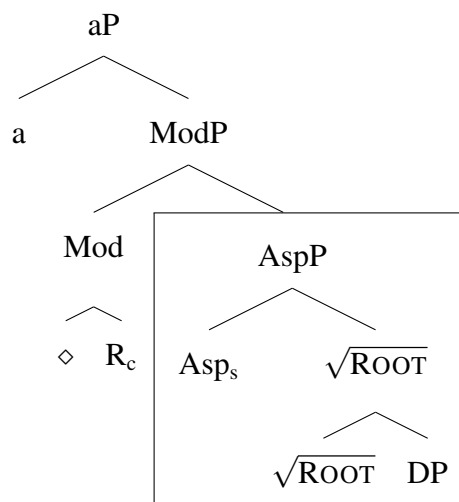 aP
a ModP
Mod AspP
◇ R_c Asp_s √ROOT
√ROOT DP